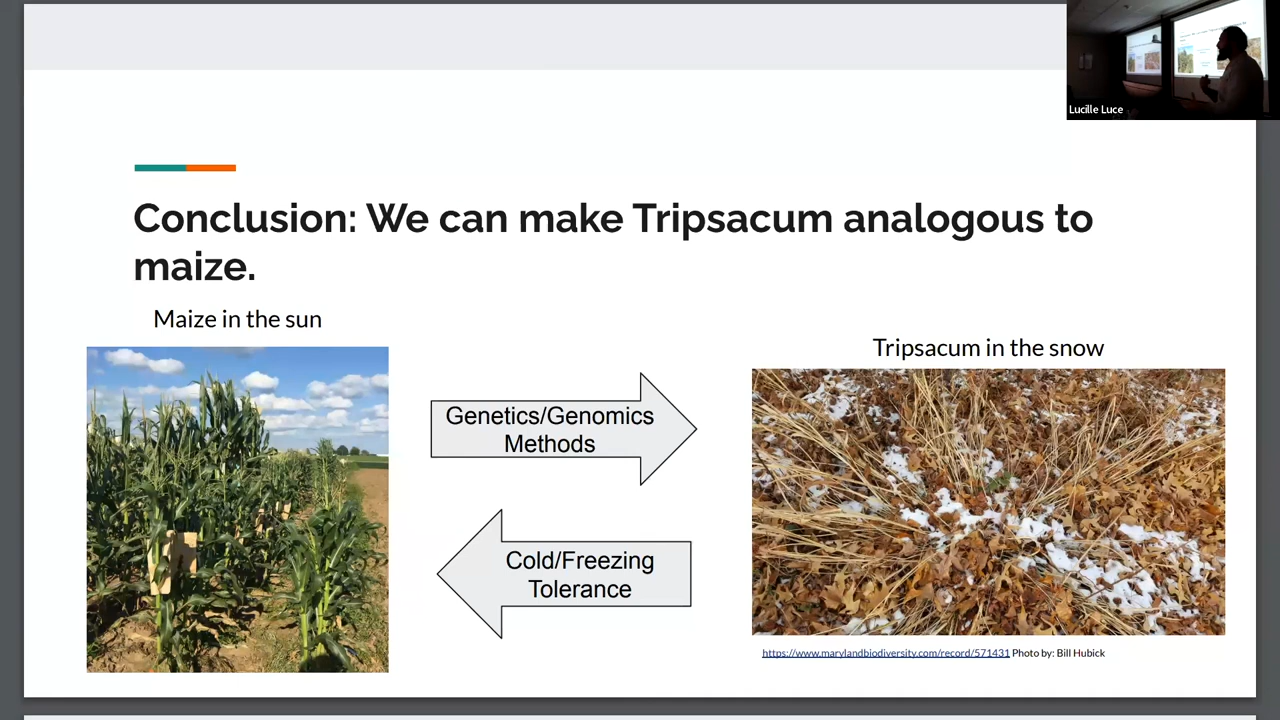 Lucille Luce
Conclusion: We can make Tripsacum analogous to
maize.
Maize in the sun
Tripsacum in the snow
Genetics/Genomics
Methods
Cold/Freezing
Tolerance
https://www.marylandbiodiversity.com/record/571431 Photo by: Bill Hubick